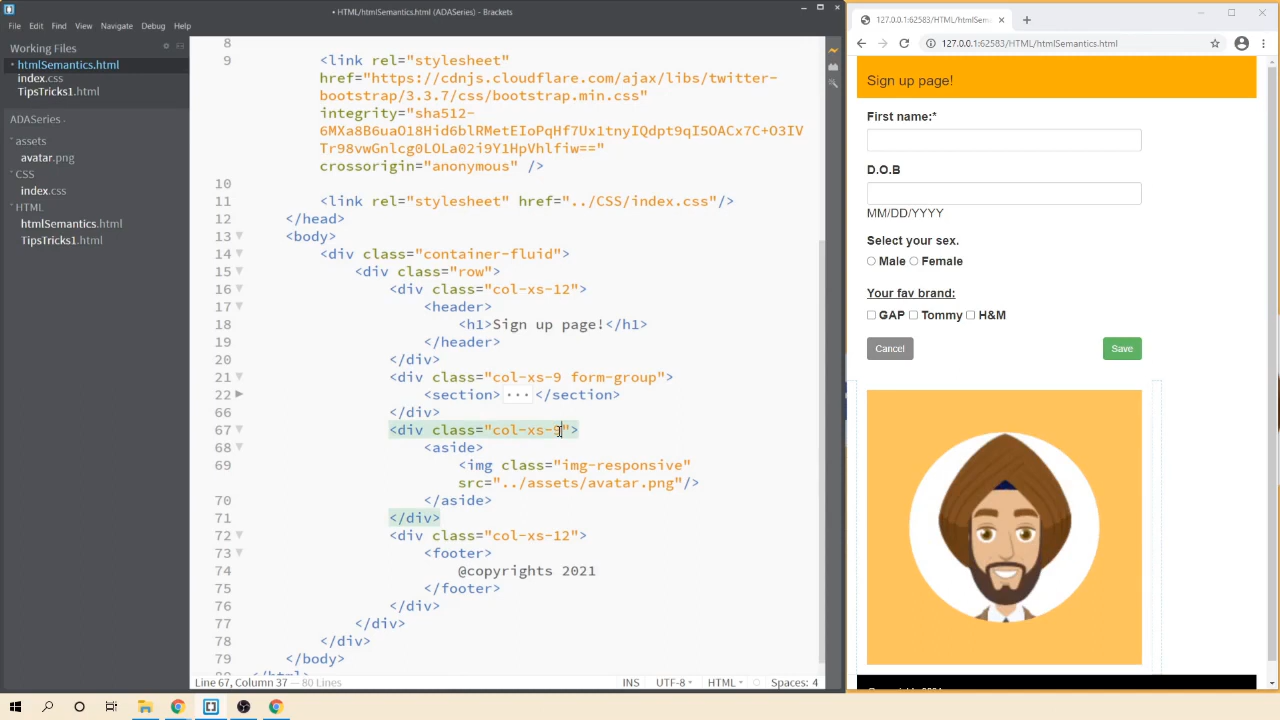 • HTML/htmlSemantics.html (ADASeries) - Brackets
File Edit Find View Navigate Debug Help
Working Files
• htmlSemantics.html
index.css
TipsTricks1.html
ADASeries
assets
avatar.png
CSS
index.css
HTML
htmlSemantics.html
TipsTricks1.html
8
9 <link rel="stylesheet"
href="https://cdnjs.cloudflare.com/ajax/libs/twitter-
bootstrap/3.3.7/css/bootstrap.min.css"
integrity="sha512-
6MXa8B6uaO18Hid6blRMetEIoPqHf7Ux1tnyIQdpt9qI5OACx7C+O3IV
Tr98vwGnlcg0LOLa02i9Y1HpVhlfiw=="
crossorigin="anonymous" />
10
11 <link rel="stylesheet" href="../CSS/index.css"/>
12 </head>
13 <body>
14 <div class="container-fluid">
15 <div class="row">
16 <div class="col-xs-12">
17 <header>
18 <h1>Sign up page!</h1>
19 </header>
20 </div>
21 <div class="col-xs-9 form-group">
22 <section>...</section>
66 </div>
67 <div class="col-xs-9">
68 <aside>
69 <img class="img-responsive"
src="../assets/avatar.png"/>
70 </aside>
71 </div>
72 <div class="col-xs-12">
73 <footer>
74 @copyrights 2021
75 </footer>
76 </div>
77 </div>
78 </div>
79 </body>
Line 67, Column 37 — 80 Lines
INS UTF-8 HTML Spaces: 4
127.0.0.1:62583/HTML/htmlSeman
127.0.0.1:62583/HTML/htmlSemantics.html
Sign up page!
First name:*
D.O.B
MM/DD/YYYY
Select your sex.
Male Female
Your fav brand:
GAP Tommy H&M
Cancel Save